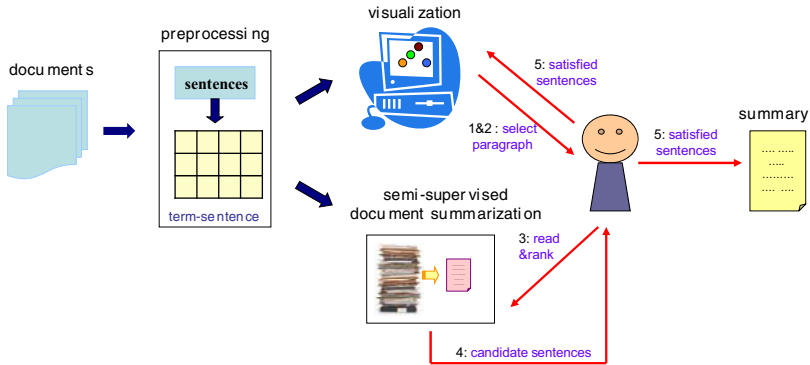 documents
preprocessing
sentences
term-sentence
visualization
semi-supervised
document summarization
5: satisfied
sentences
1&2 : select
paragraph
3: read
&rank
4: candidate sentences
5: satisfied
sentences
summary